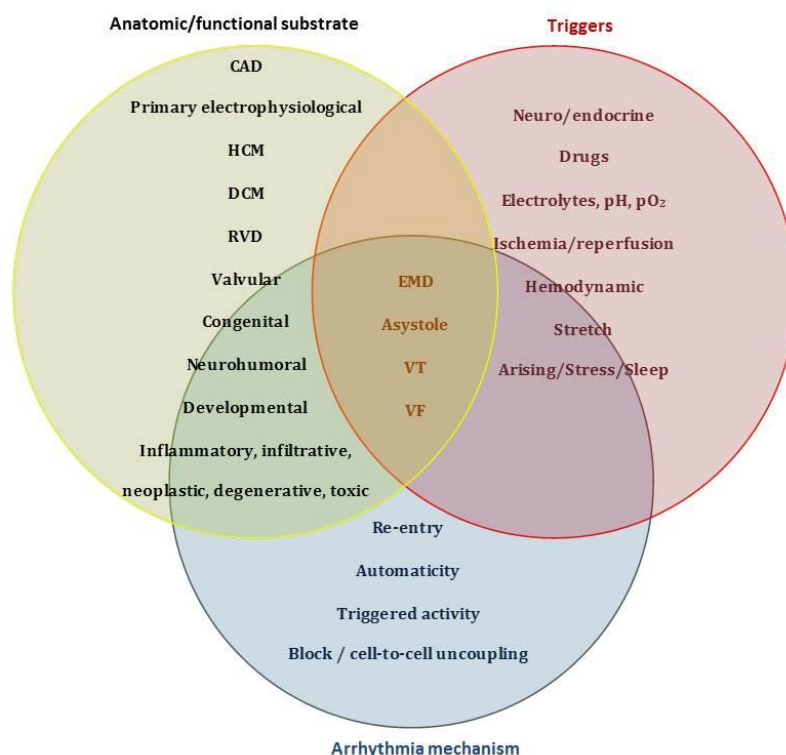 Anatomic/functional substrate
CAD
Primary electrophysiological
HCM
DCM
RVD
Valvular
Congenital
Neurohumoral
Developmental
Inflammatory, infiltrative,
neoplastic, degenerative, toxic
Triggers
Neuro/endocrine
Drugs
Electrolytes, pH, pO₂
Ischemia/reperfusion
Hemodynamic
Stretch
Arising/Stress/Sleep
EMD
Asystole
VT
VF
Re-entry
Automaticity
Triggered activity
Block / cell-to-cell uncoupling
Arrhythmia mechanism